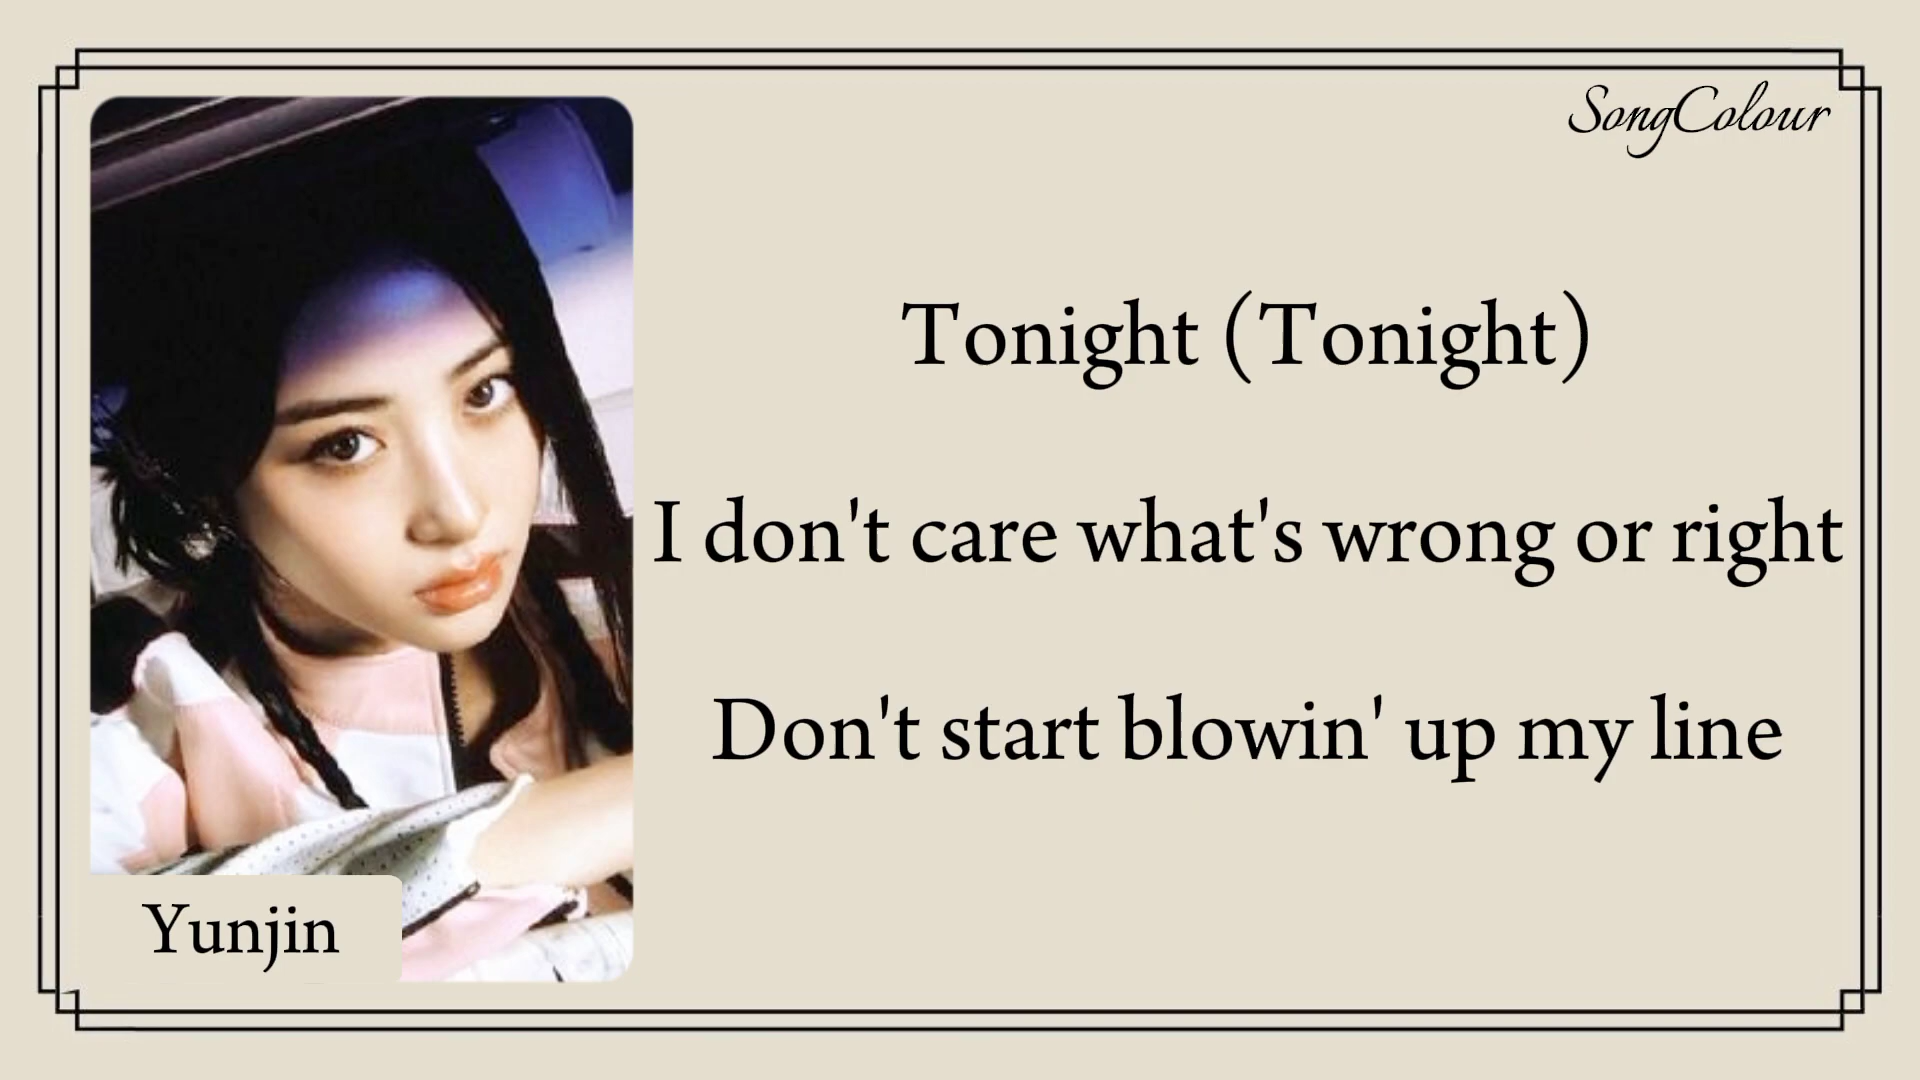 SongColour
Tonight (Tonight)
I don't care what's wrong or right
Don't start blowin' up my line
Yunjin